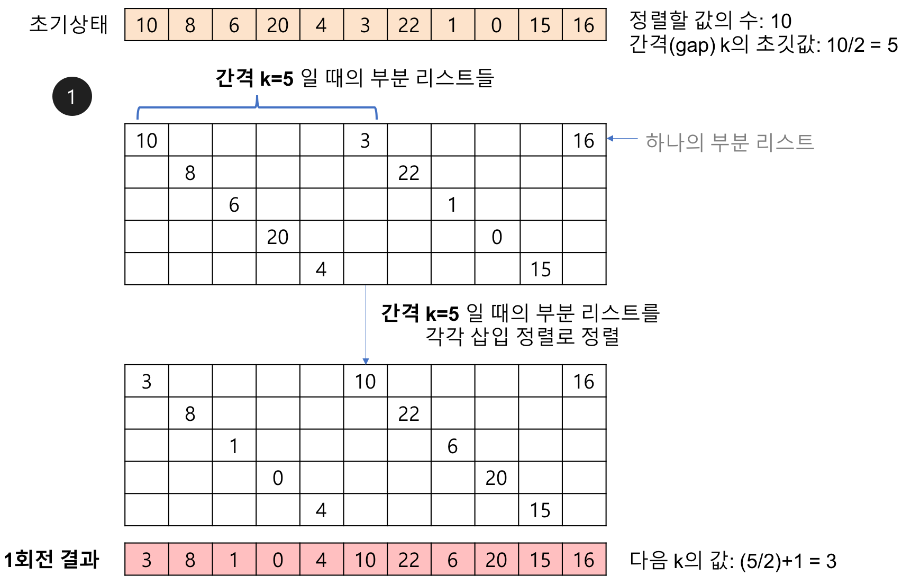 초기상태 10 8 6 20 4 3 22 1 0 15 16 정렬할 값의 수: 10
간격(gap) k의 초깃값: 10/2 = 5
1
간격 k=5 일 때의 부분 리스트들
10 3 16 하나의 부분 리스트
8 22
6 1
20 0
4 15
간격 k=5 일 때의 부분 리스트를
각각 삽입 정렬로 정렬
3 10 16
8 22
1 6
0 20
4 15
1회전 결과 3 8 1 0 4 10 22 6 20 15 16 다음 k의 값: (5/2)+1 = 3